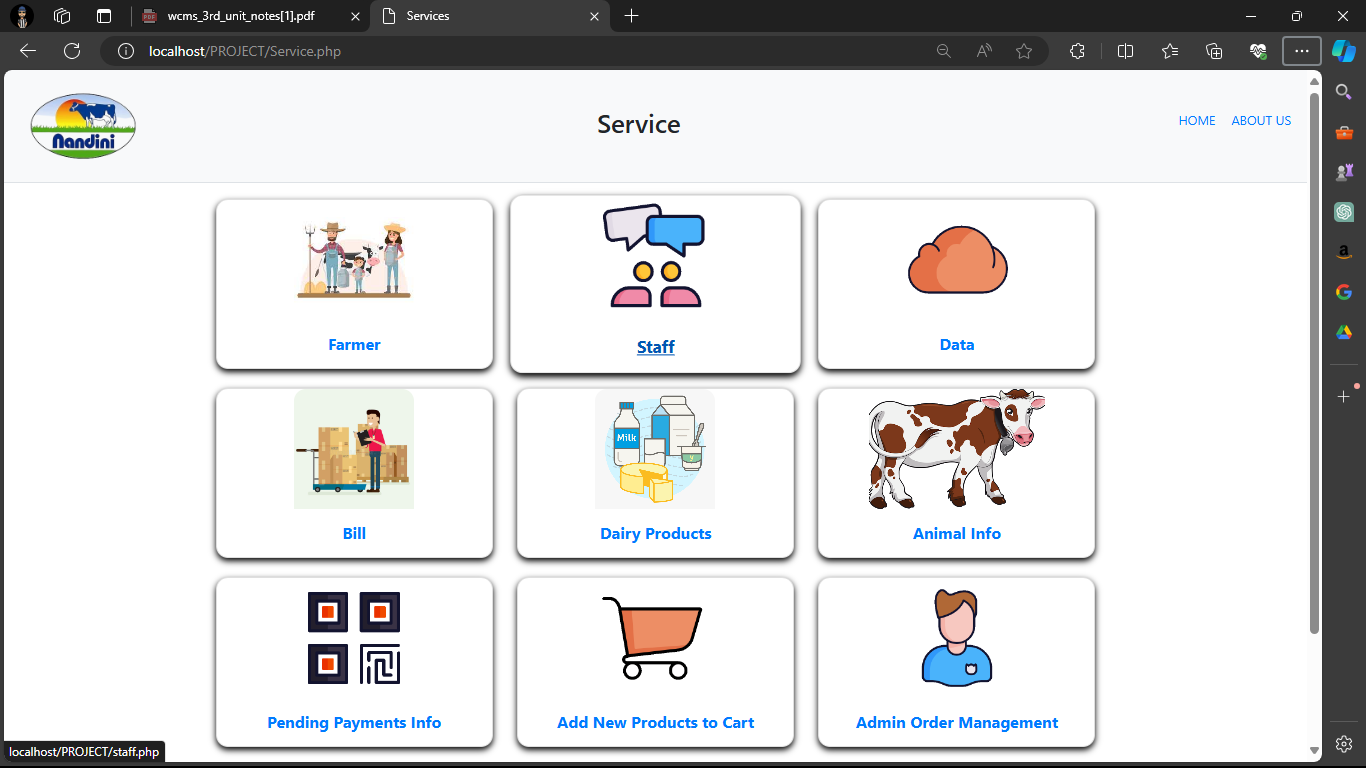 wcms_3rd_unit_notes[1].pdf
Services
localhost/PROJECT/Service.php
Nandini
Service
HOME
ABOUT US
Farmer
Staff
Data
Milk
Bill
Dairy Products
Animal Info
Pending Payments Info
Add New Products to Cart
Admin Order Management
localhost/PROJECT/staff.php